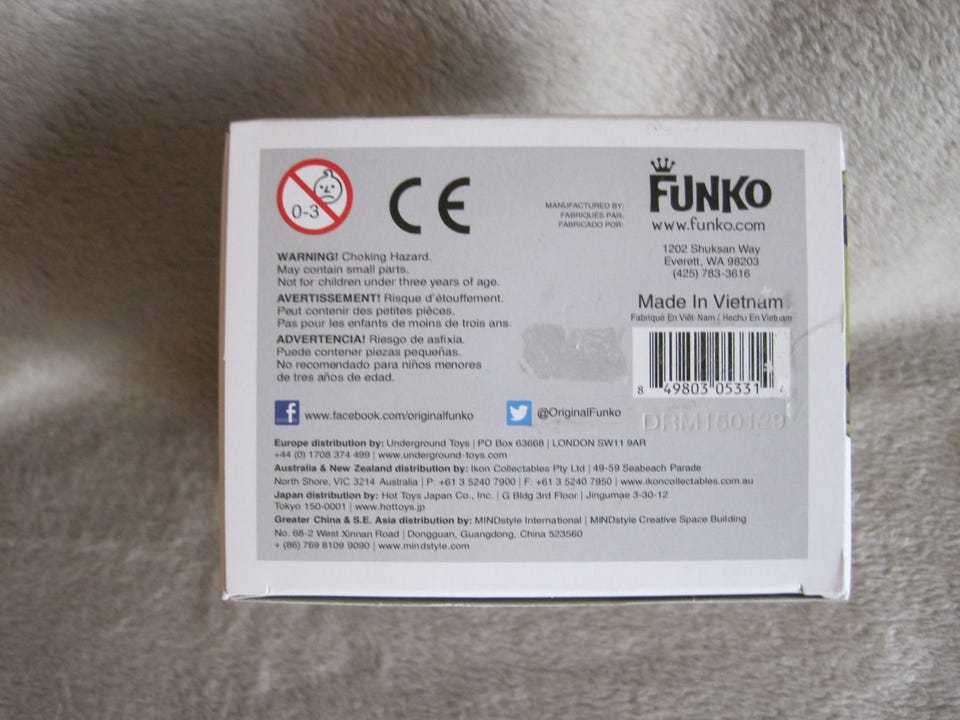 0-3
CE
MANUFACTURED BY:
FABRIQUÉS PAR:
FABRICADO POR:
FUNKO
www.funko.com
1202 Shuksan Way
Everett, WA 98203
(425) 783-3616
WARNING! Choking Hazard.
May contain small parts.
Not for children under three years of age.
AVERTISSEMENT! Risque d'étouffement.
Peut contenir des petites pièces.
Pas pour les enfants de moins de trois ans.
ADVERTENCIA! Riesgo de asfixia.
Puede contener piezas pequeñas.
No recomendado para niños menores
de tres años de edad.
Made In Vietnam
Fabriqué En Viêt-Nam / Hecho En Vietnam
8 49803 05331 4
DRM150129
f www.facebook.com/originalfunko
@OriginalFunko
Europe distribution by: Underground Toys | PO Box 63668 | LONDON SW11 9AR
+44 (0) 1708 374 499 | www.underground-toys.com
Australia & New Zealand distribution by: Ikon Collectables Pty Ltd | 49-59 Seabeach Parade
North Shore, VIC 3214 Australia | P: +61 3 5240 7900 | F: +61 3 5240 7950 | www.ikoncollectables.com.au
Japan distribution by: Hot Toys Japan Co., Inc. | G Bldg 3rd Floor | Jingumae 3-30-12
Tokyo 150-0001 | www.hottoys.jp
Greater China & S.E. Asia distribution by: MINDstyle International | MINDstyle Creative Space Building
No. 68-2 West Xinnan Road | Dongguan, Guangdong, China 523560
+ (86) 769 8109 9090 | www.mindstyle.com